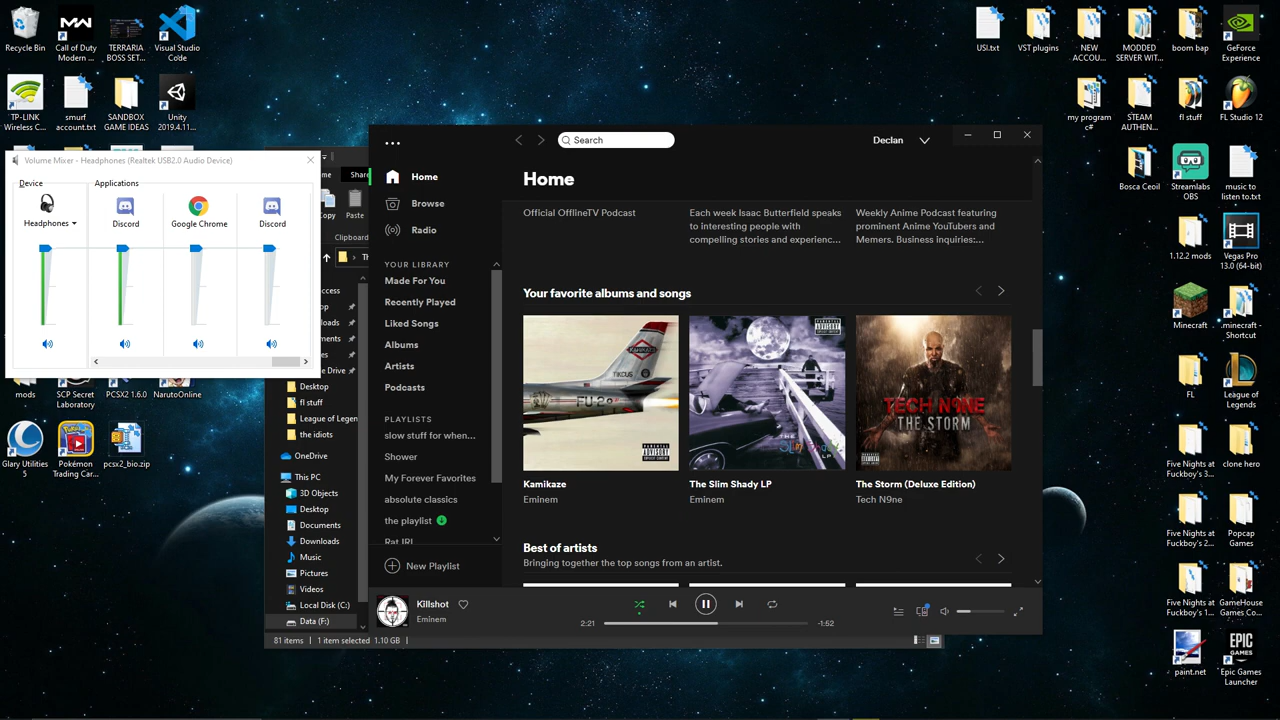 Recycle Bin
Call of Duty Modern ...
TERRARIA BOSS SET...
Visual Studio Code
TP-LINK Wireless C...
smurf account.txt
SANDBOX GAME IDEAS
Unity 2019.4.11...
Volume Mixer - Headphones (Realtek USB2.0 Audio Device)
Device
Applications
Headphones
Discord
Google Chrome
Discord
mods
SCP Secret Laboratory
PCSX2 1.6.0
NarutoOnline
Glary Utilities 5
Pokémon Trading Car...
pcsx2_bio.zip
Paste
Clipboard
Desktop
fl stuff
League of Legen
the idiots
OneDrive
This PC
3D Objects
Desktop
Documents
Downloads
Music
Pictures
Videos
Local Disk (C:)
Data (F:)
81 items
1 item selected 1.10 GB
Search
Declan
Home
Browse
Radio
YOUR LIBRARY
Made For You
Recently Played
Liked Songs
Albums
Artists
Podcasts
PLAYLISTS
slow stuff for when...
Shower
My Forever Favorites
absolute classics
the playlist
New Playlist
Home
Official OfflineTV Podcast
Each week Isaac Butterfield speaks
to interesting people with
compelling stories and experienc...
Weekly Anime Podcast featuring
prominent Anime YouTubers and
Memers. Business inquiries:...
Your favorite albums and songs
FU-2
TECH N9NE
THE STORM
Kamikaze
Eminem
The Slim Shady LP
Eminem
The Storm (Deluxe Edition)
Tech N9ne
Best of artists
Bringing together the top songs from an artist.
Killshot
Eminem
2:21
-1:52
USI.txt
VST plugins
NEW ACCOU...
MODDED SERVER WIT...
boom bap
GeForce Experience
my program c#
STEAM AUTHEN...
fl stuff
FL Studio 12
Bosca Ceoil
Streamlabs OBS
music to listen to.txt
1.12.2 mods
Vegas Pro 13.0 (64-bit)
Minecraft
.minecraft - Shortcut
FL
League of Legends
Five Nights at Fuckboy's 3...
clone hero
Five Nights at Fuckboy's 2...
Popcap Games
Five Nights at Fuckboy's 1...
GameHouse Games Co...
paint.net
Epic Games Launcher